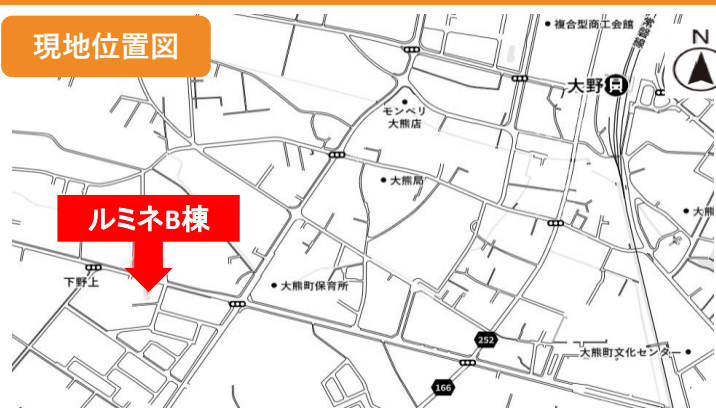 現地位置図
複合型商工会館
N
大野
モンベリ
大熊店
大熊局
大熊
ルミネB棟
下野上
大熊町保育所
252
大熊町文化センター
166